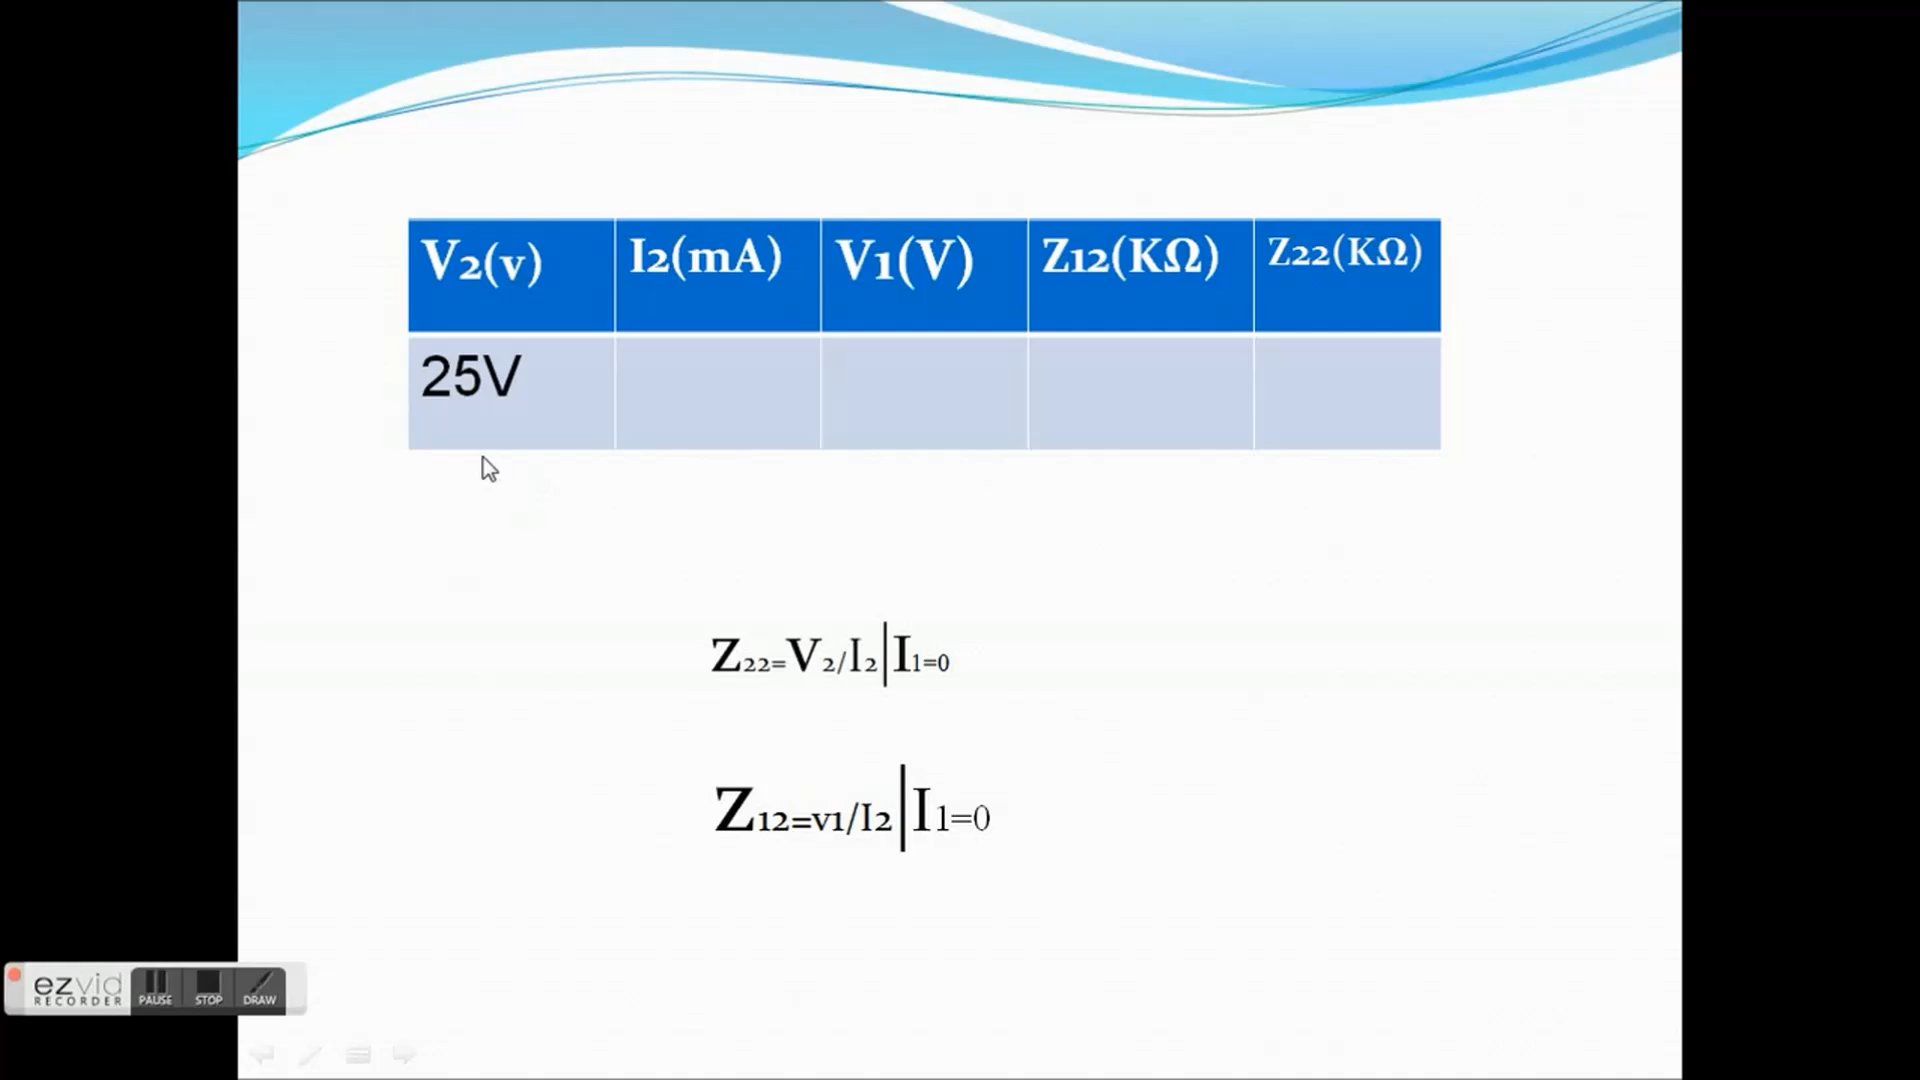 V2(v) I2(mA) V1(V) Z12(KΩ) Z22(KΩ)
25V
Z22=V2/I2|I1=0
Z12=v1/I2|I1=0
ezvid
RECORDER
PAUSE STOP DRAW